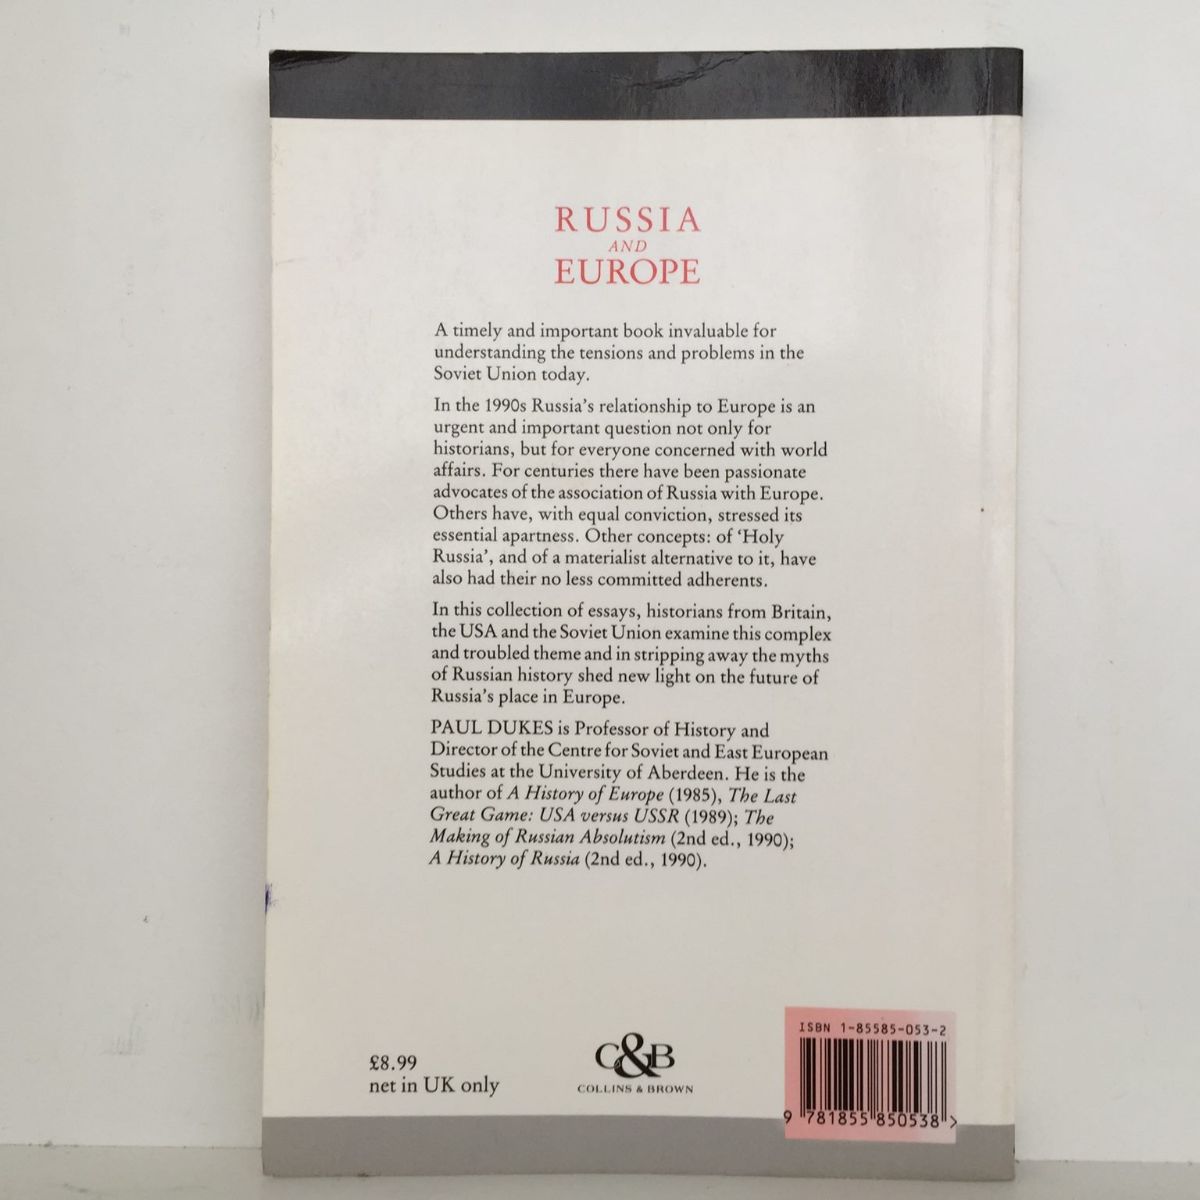 RUSSIA
AND
EUROPE
A timely and important book invaluable for
understanding the tensions and problems in the
Soviet Union today.
In the 1990s Russia's relationship to Europe is an
urgent and important question not only for
historians, but for everyone concerned with world
affairs. For centuries there have been passionate
advocates of the association of Russia with Europe.
Others have, with equal conviction, stressed its
essential apartness. Other concepts: of ‘Holy
Russia’, and of a materialist alternative to it, have
also had their no less committed adherents.
In this collection of essays, historians from Britain,
the USA and the Soviet Union examine this complex
and troubled theme and in stripping away the myths
of Russian history shed new light on the future of
Russia's place in Europe.
PAUL DUKES is Professor of History and
Director of the Centre for Soviet and East European
Studies at the University of Aberdeen. He is the
author of A History of Europe (1985), The Last
Great Game: USA versus USSR (1989); The
Making of Russian Absolutism (2nd ed., 1990);
A History of Russia (2nd ed., 1990).
£8.99
net in UK only
C&B
COLLINS & BROWN
ISBN 1-85585-053-2
9 781855 850538 >